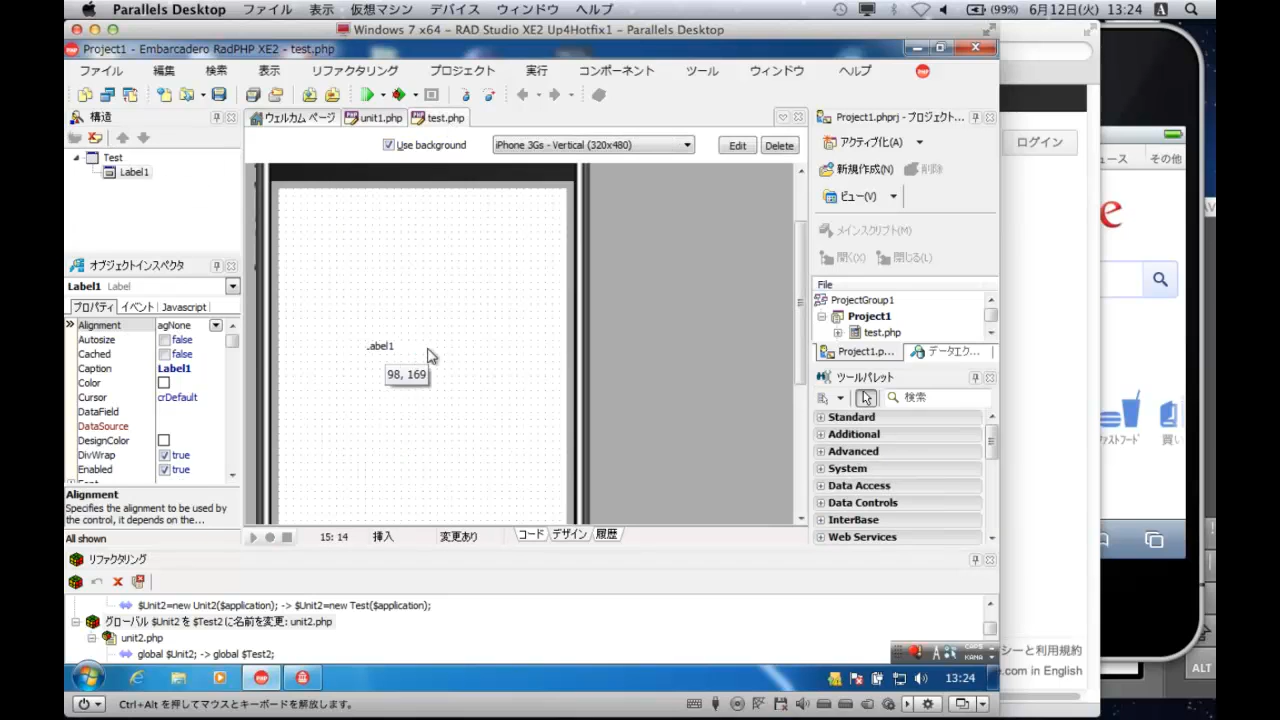 Parallels Desktop ファイル 表示 仮想マシン デバイス ウィンドウ ヘルプ (99%) 6月12日(火) 13:24 A
Windows 7 x64 – RAD Studio XE2 Up4Hotfix1 – Parallels Desktop
Project1 - Embarcadero RadPHP XE2 - test.php
ファイル 編集 検索 表示 リファクタリング プロジェクト 実行 コンポーネント ツール ウィンドウ ヘルプ
構造
Test
Label1
ウェルカム ページ unit1.php test.php
Use background iPhone 3Gs - Vertical (320x480) Edit Delete
.abel1
98, 169
オブジェクトインスペクタ
Label1 Label
プロパティ イベント Javascript
Alignment agNone
Autosize false
Cached false
Caption Label1
Color
Cursor crDefault
DataField
DataSource
DesignColor
DivWrap true
Enabled true
Alignment
Specifies the alignment to be used by
the control, it depends on the...
All shown
15: 14 挿入 変更あり コード デザイン 履歴
Project1.phprj - プロジェクト...
アクティブ化(A)
新規作成(N) 削除
ビュー(V)
メインスクリプト(M)
開く(X) 閉じる(L)
File
ProjectGroup1
Project1
test.php
Project1.p... データエク...
ツールパレット
検索
Standard
Additional
Advanced
System
Data Access
Data Controls
InterBase
Web Services
リファクタリング
$Unit2=new Unit2($application); -> $Unit2=new Test($application);
グローバル $Unit2 を $Test2 に名前を変更: unit2.php
unit2.php
global $Unit2; -> global $Test2;
A KANA
13:24
Ctrl+Alt を押してマウスとキーボードを解放します。
ログイン
ュース その他
e
ァストフード 買い
シーと利用規約
e.com in English
ALT